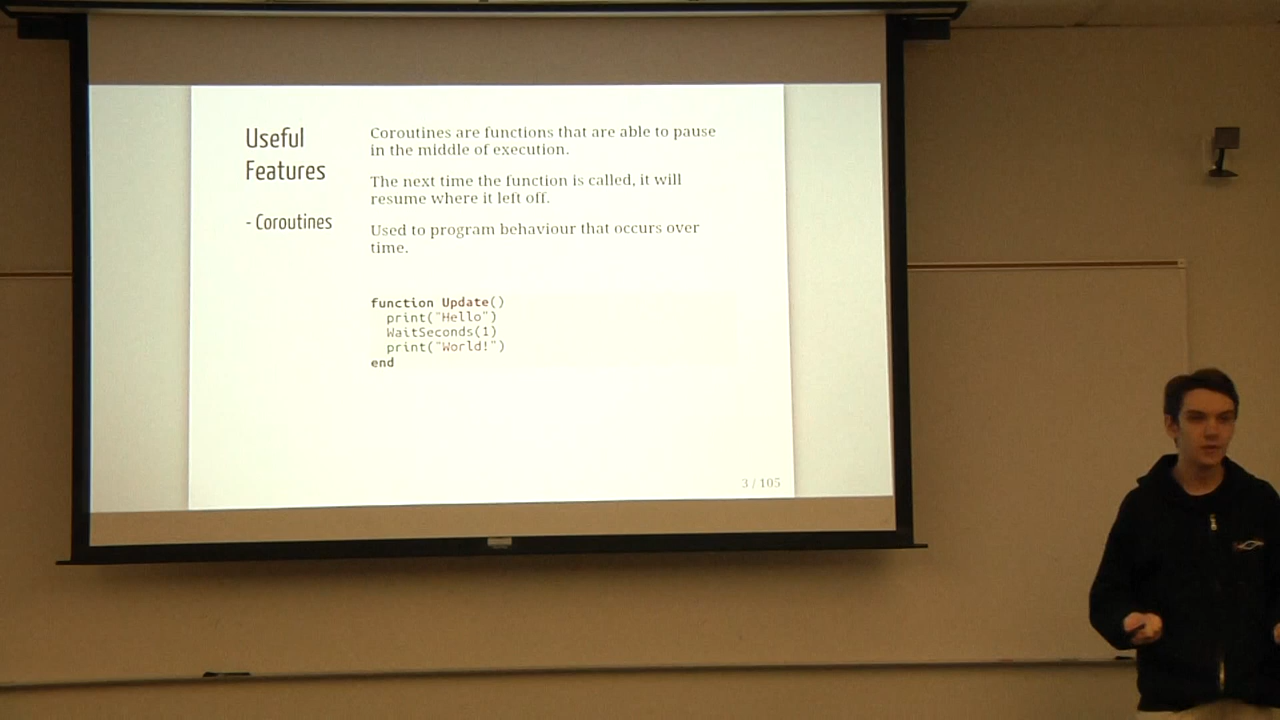 Useful
Features
- Coroutines
Coroutines are functions that are able to pause
in the middle of execution.
The next time the function is called, it will
resume where it left off.
Used to program behaviour that occurs over
time.
function Update()
print("Hello")
WaitSeconds(1)
print("World!")
end
3 / 105